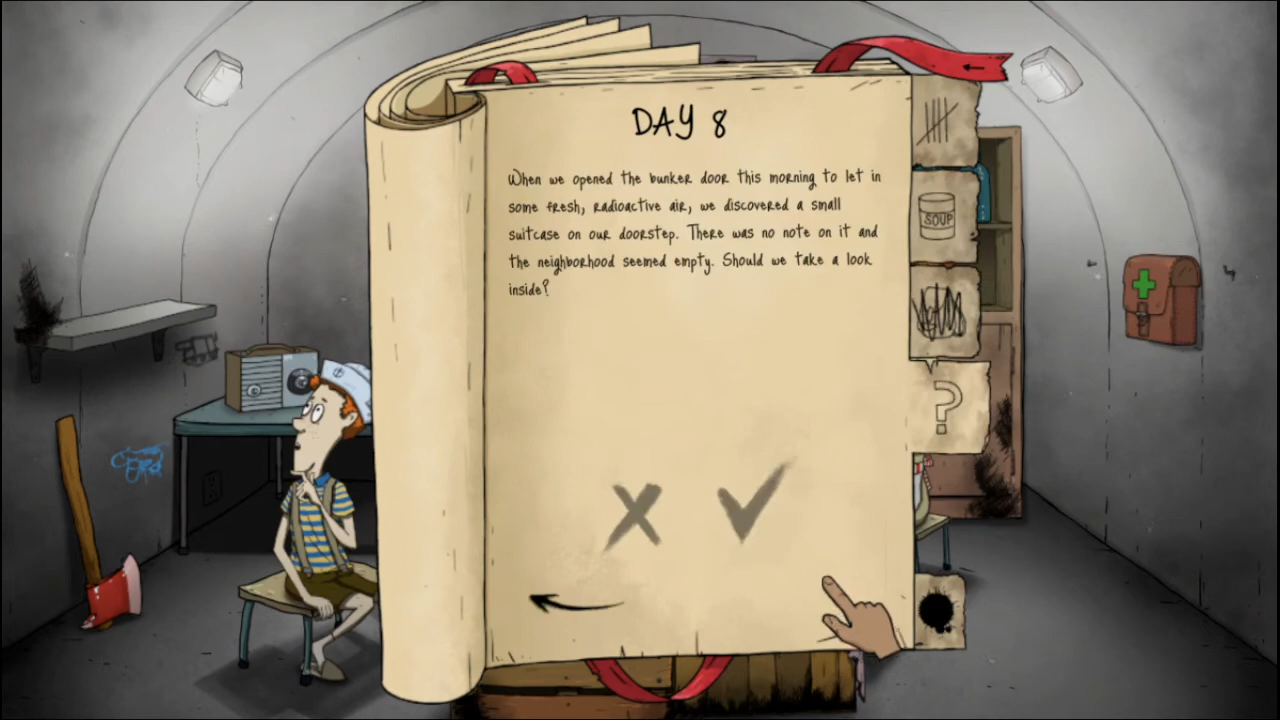 DAY 8
When we opened the bunker door this morning to let in
some fresh, radioactive air, we discovered a small
suitcase on our doorstep. There was no note on it and
the neighborhood seemed empty. Should we take a look
inside?
SOUP
?